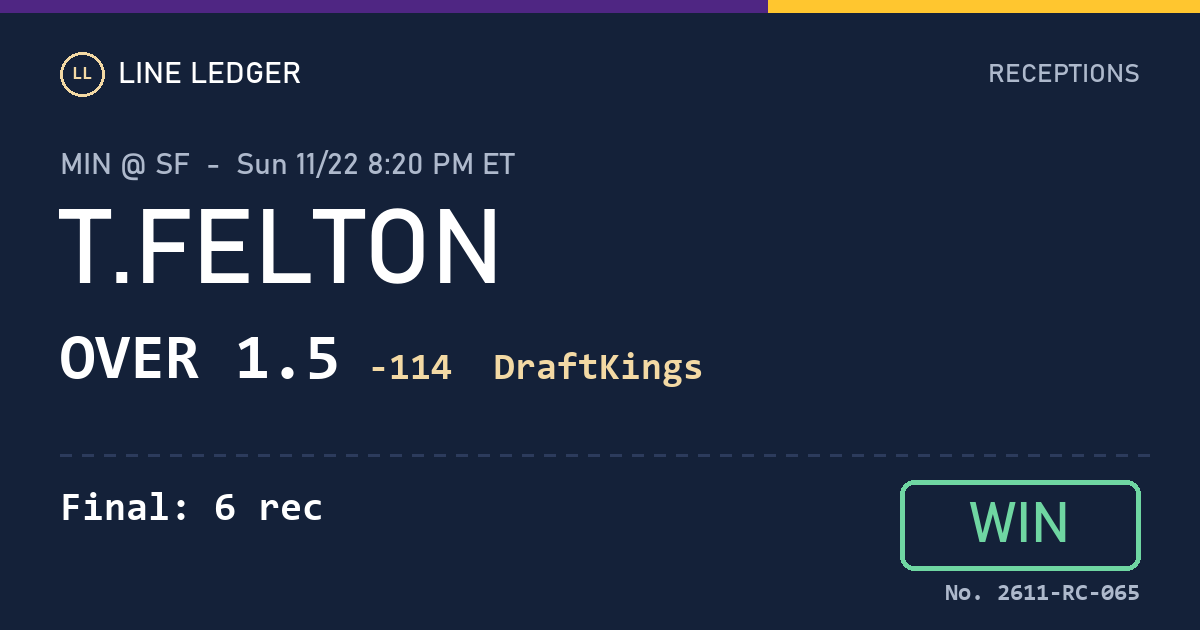 LL LINE LEDGER RECEPTIONS
MIN @ SF - Sun 11/22 8:20 PM ET
T.FELTON
OVER 1.5 -114 DraftKings
Final: 6 rec
WIN
No. 2611-RC-065